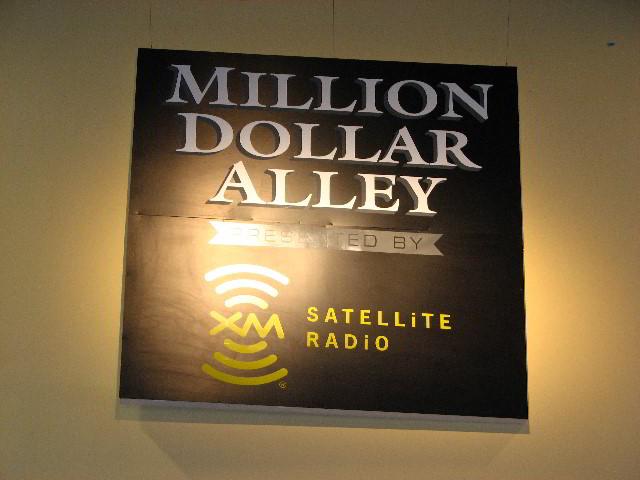 MILLION
DOLLAR
ALLEY
PRESENTED BY
XM SATELLiTE
RADiO
®